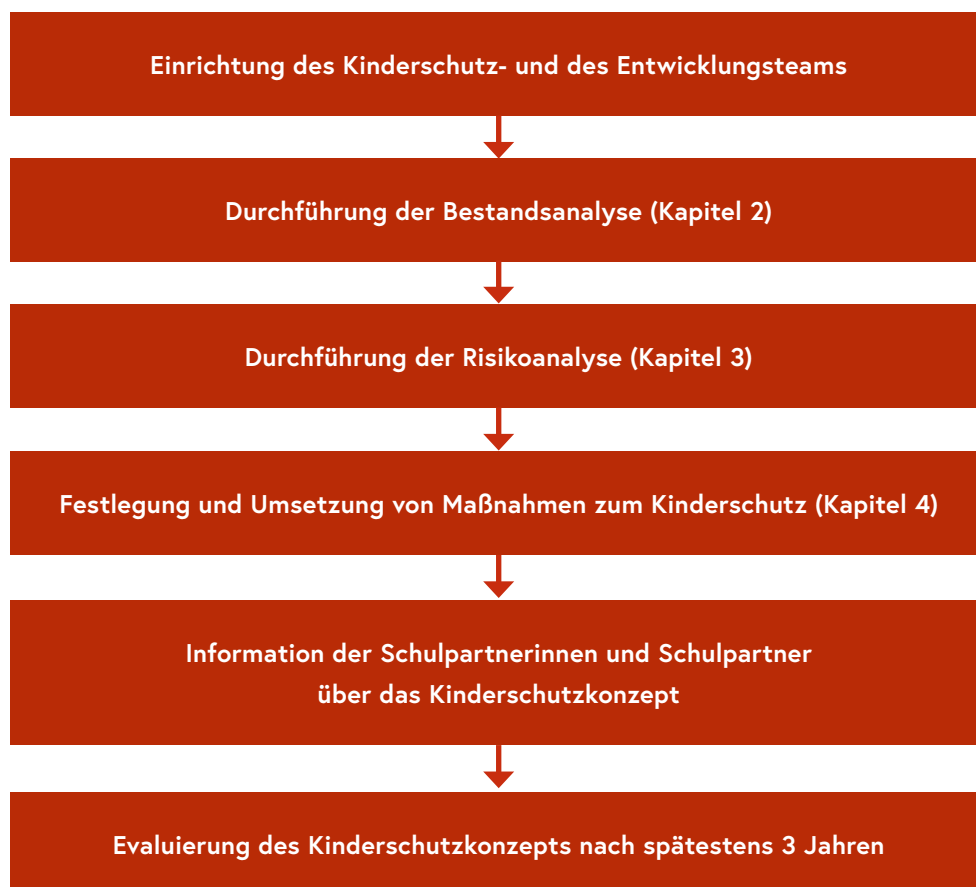 Einrichtung des Kinderschutz- und des Entwicklungsteams
Durchführung der Bestandsanalyse (Kapitel 2)
Durchführung der Risikoanalyse (Kapitel 3)
Festlegung und Umsetzung von Maßnahmen zum Kinderschutz (Kapitel 4)
Information der Schulpartnerinnen und Schulpartner
über das Kinderschutzkonzept
Evaluierung des Kinderschutzkonzepts nach spätestens 3 Jahren